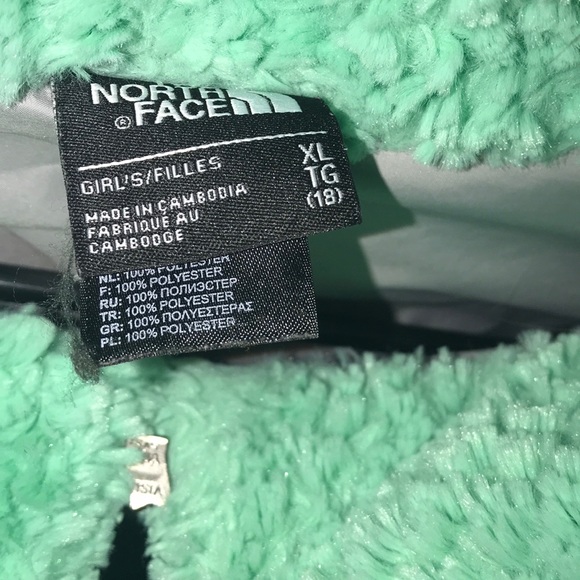 NORTH
FACE
®
GIRL'S/FILLES
XL
TG
(18)
MADE IN CAMBODIA
FABRIQUÉ AU
CAMBODGE
NL: 100% POLYESTER
F: 100% POLYESTER
RU: 100% ПОЛИЭСТЕР
TR: 100% POLYESTER
GR: 100% ΠΟΛΥΕΣΤΕΡΑΣ
PL: 100% POLYESTER